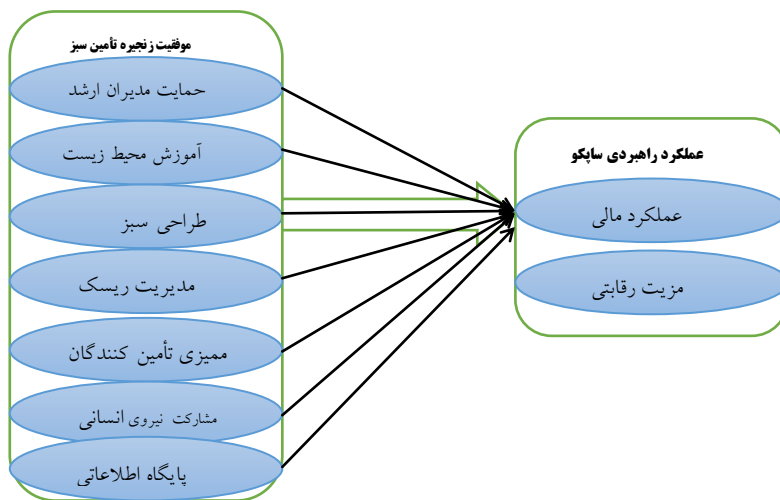 موفقیت زنجیره تأمین سبز
حمایت مدیران ارشد
آموزش محیط زیست
طراحی سبز
مدیریت ریسک
ممیزی تأمین کنندگان
مشارکت نیروی انسانی
پایگاه اطلاعاتی
عملکرد راهبردی ساپکو
عملکرد مالی
مزیت رقابتی